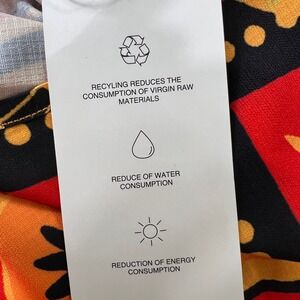 RECYLING REDUCES THE
CONSUMPTION OF VIRGIN RAW
MATERIALS
REDUCE OF WATER
CONSUMPTION
REDUCTION OF ENERGY
CONSUMPTION